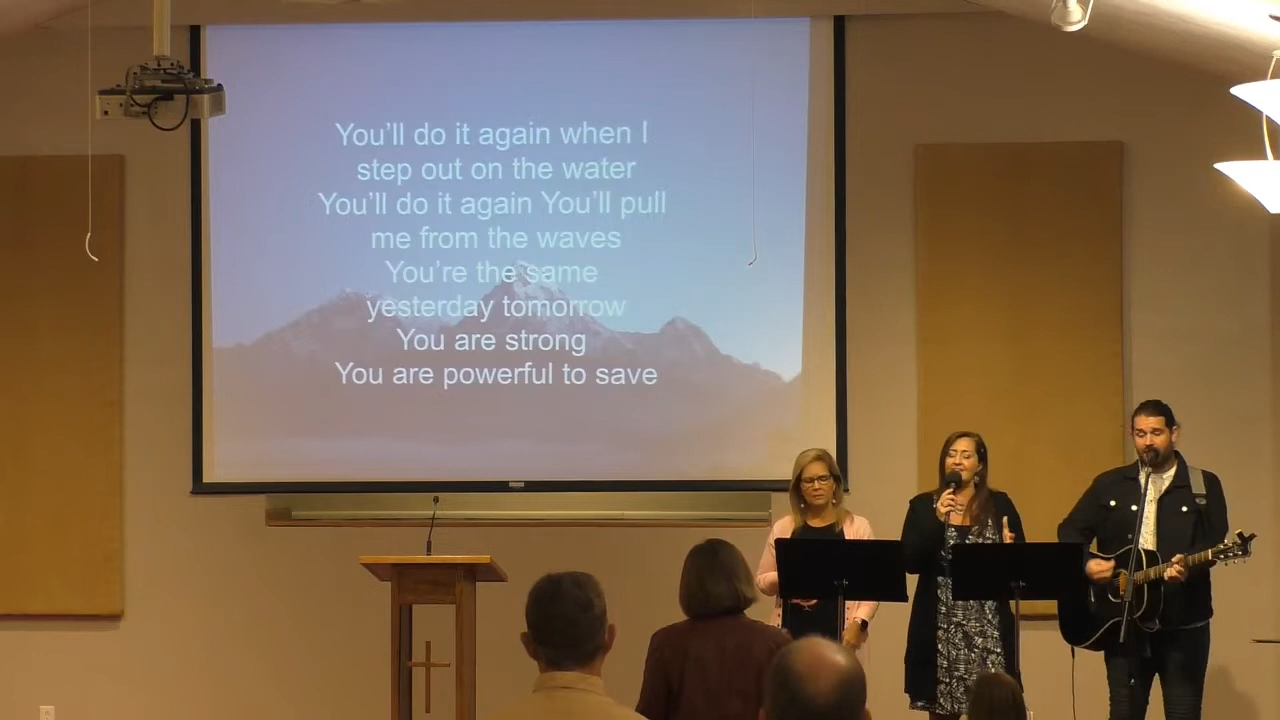 You'll do it again when I
step out on the water
You'll do it again You'll pull
me from the waves
You're the same
yesterday tomorrow
You are strong
You are powerful to save